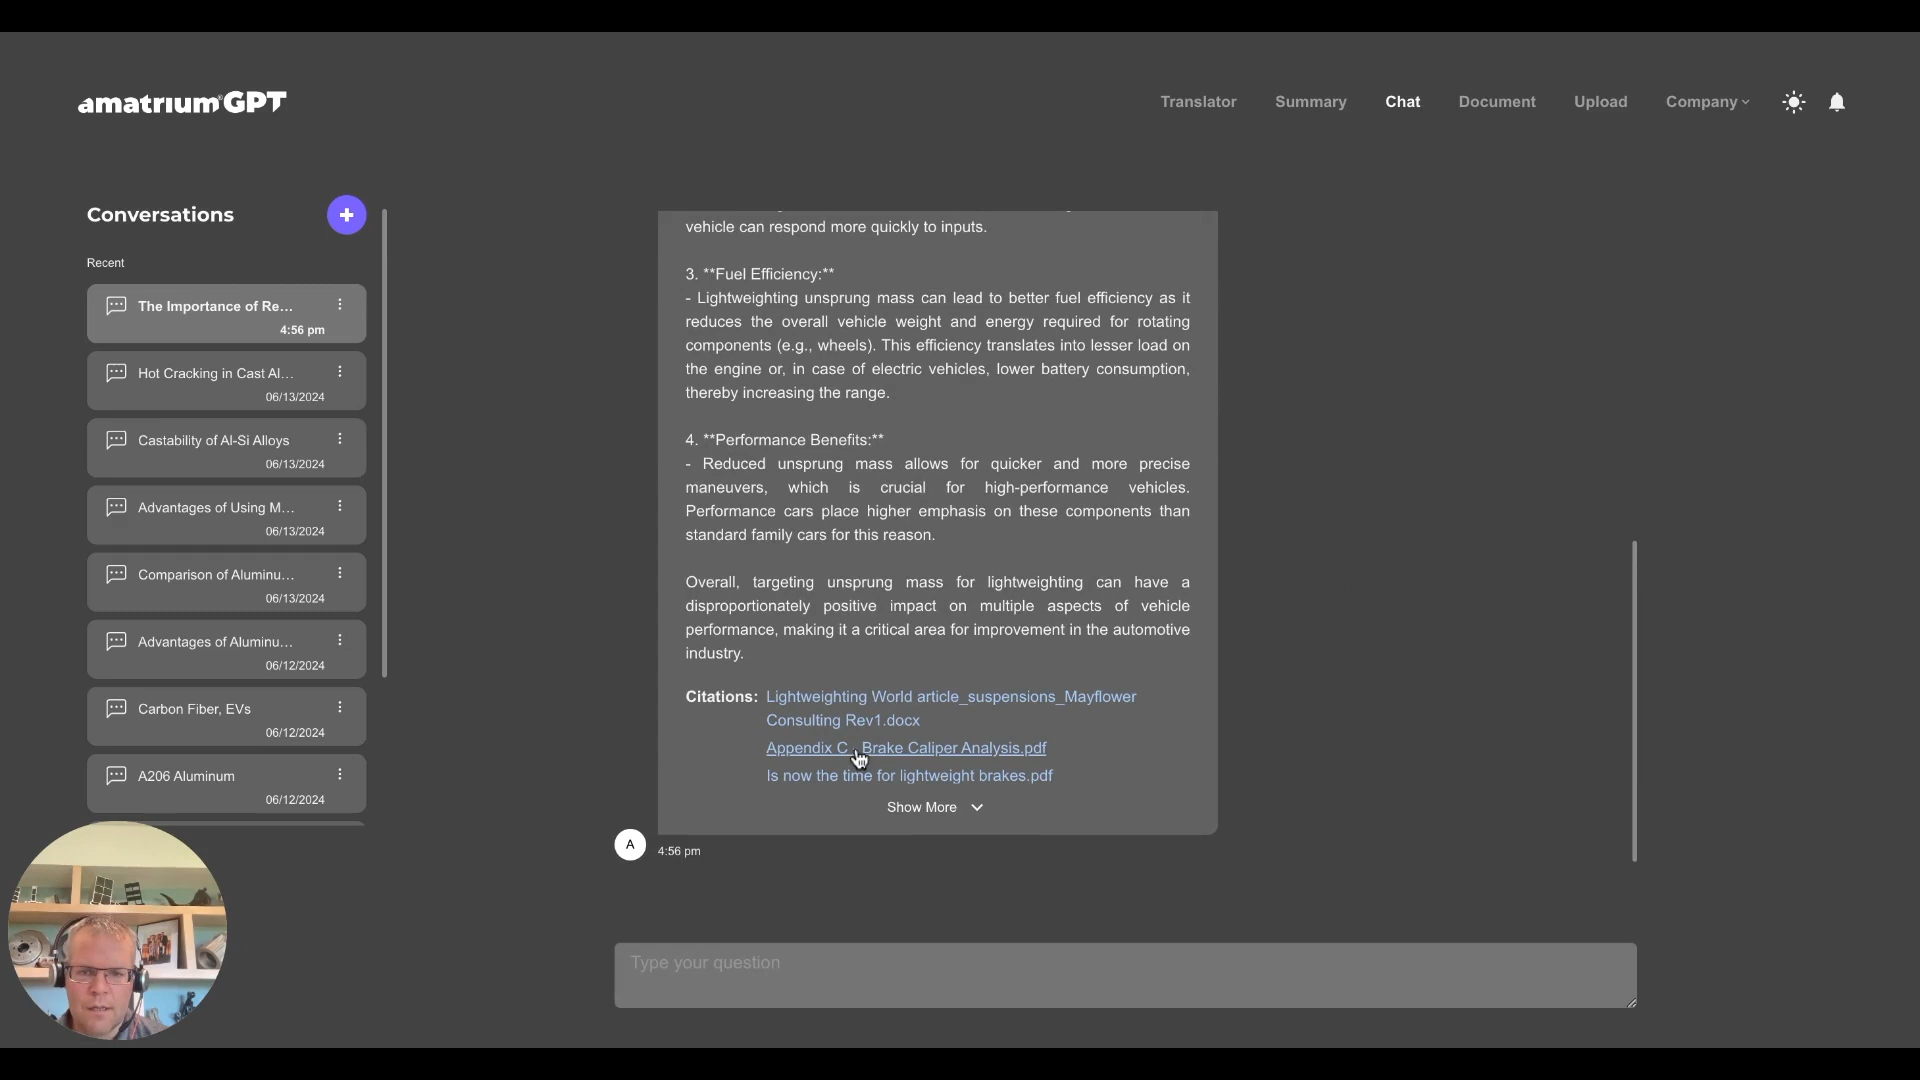 amatrium®GPT
Translator Summary Chat Document Upload Company
Conversations
+
Recent
The Importance of Re...
4:56 pm
Hot Cracking in Cast Al...
06/13/2024
Castability of Al-Si Alloys
06/13/2024
Advantages of Using M...
06/13/2024
Comparison of Aluminu...
06/13/2024
Advantages of Aluminu...
06/12/2024
Carbon Fiber, EVs
06/12/2024
A206 Aluminum
06/12/2024
vehicle can respond more quickly to inputs.
3. **Fuel Efficiency:**
- Lightweighting unsprung mass can lead to better fuel efficiency as it
reduces the overall vehicle weight and energy required for rotating
components (e.g., wheels). This efficiency translates into lesser load on
the engine or, in case of electric vehicles, lower battery consumption,
thereby increasing the range.
4. **Performance Benefits:**
- Reduced unsprung mass allows for quicker and more precise
maneuvers, which is crucial for high-performance vehicles.
Performance cars place higher emphasis on these components than
standard family cars for this reason.
Overall, targeting unsprung mass for lightweighting can have a
disproportionately positive impact on multiple aspects of vehicle
performance, making it a critical area for improvement in the automotive
industry.
Citations: Lightweighting World article_suspensions_Mayflower
Consulting Rev1.docx
Appendix C - Brake Caliper Analysis.pdf
Is now the time for lightweight brakes.pdf
Show More
A
4:56 pm
Type your question